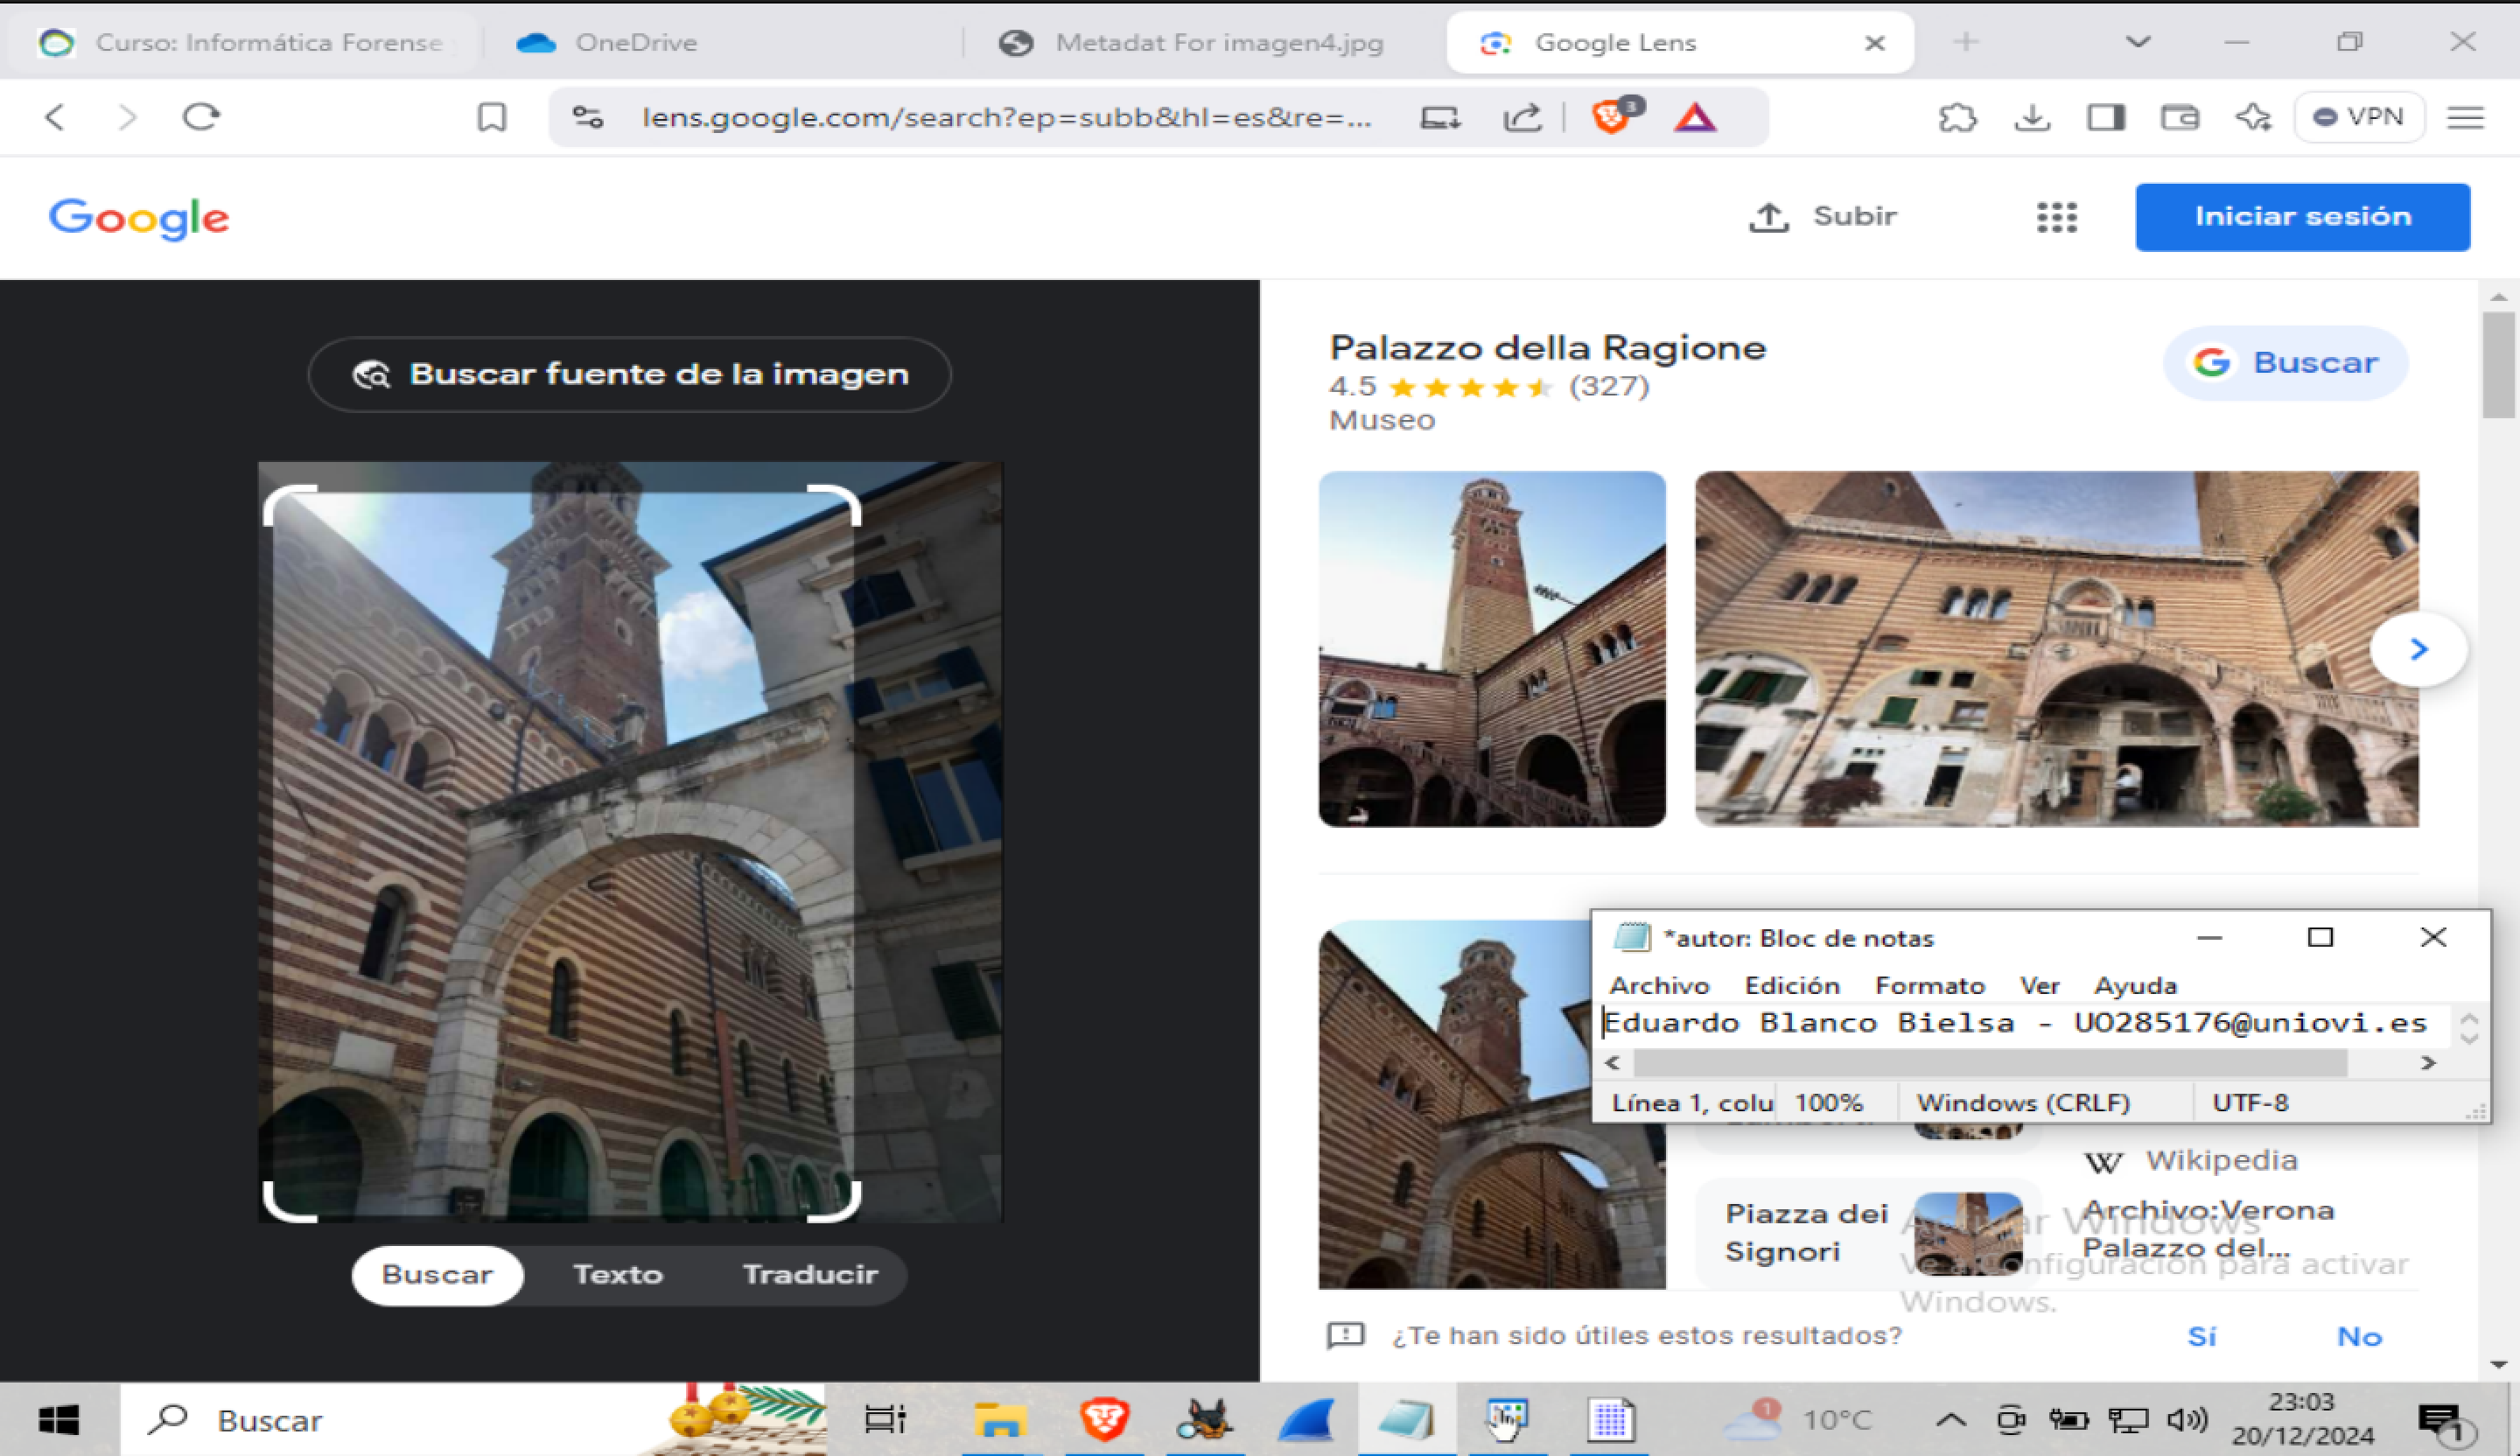 Curso: Informática Forense
OneDrive
Metadat For imagen4.jpg
Google Lens
lens.google.com/search?ep=subb&hl=es&re=...
3
VPN
Google
Subir
Iniciar sesión
Buscar fuente de la imagen
Buscar
Texto
Traducir
Palazzo della Ragione
4.5 (327)
Museo
Buscar
*autor: Bloc de notas
Archivo Edición Formato Ver Ayuda
Eduardo Blanco Bielsa - UO285176@uniovi.es
Línea 1, colu 100% Windows (CRLF) UTF-8
Piazza dei
Signori
Wikipedia
Archivo:Verona
Palazzo del...
Activar Windows
Ve a Configuración para activar
Windows.
¿Te han sido útiles estos resultados?
Sí No
Buscar
1
10°C
23:03
20/12/2024
1